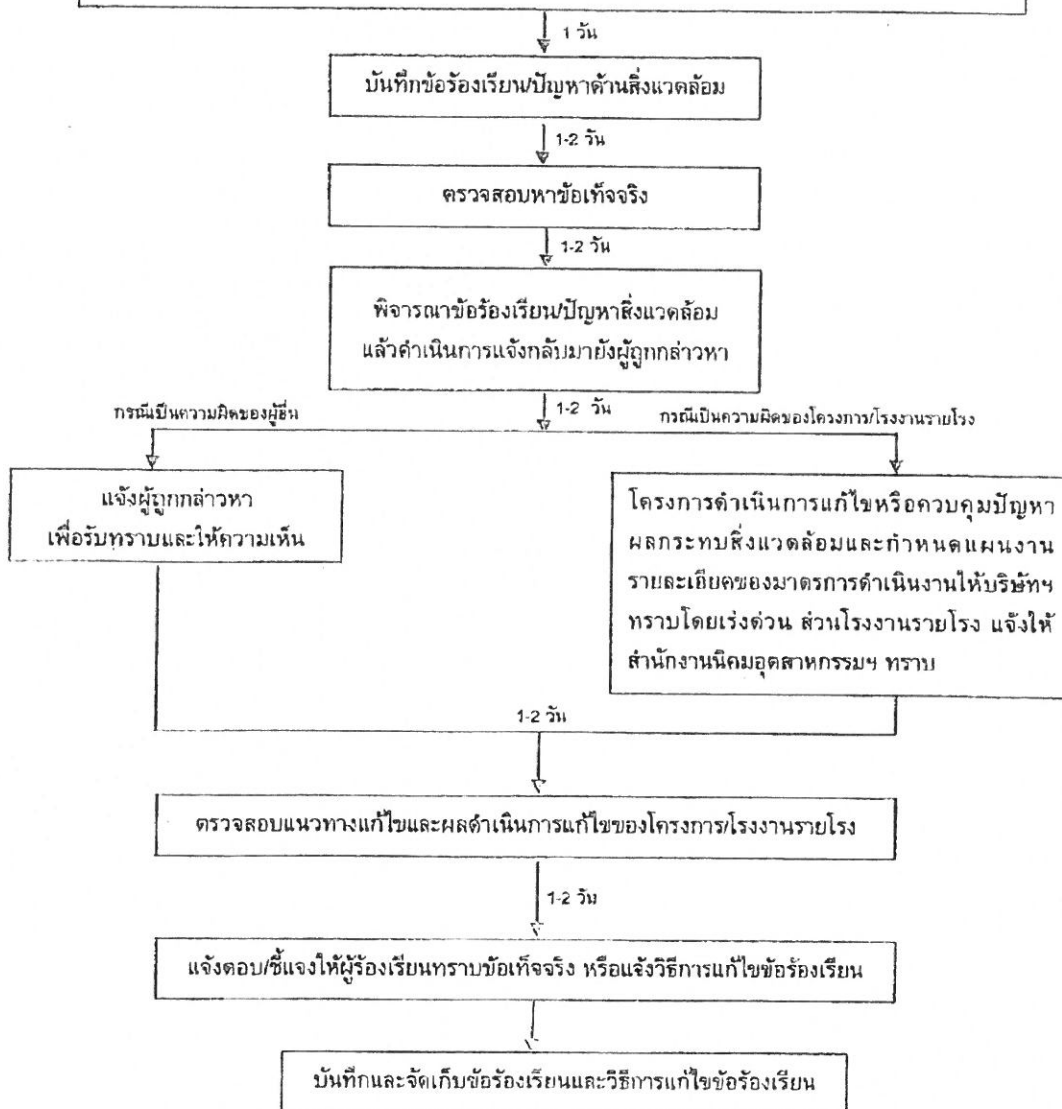 1 วัน
บันทึกข้อร้องเรียน/ปัญหาด้านสิ่งแวดล้อม
1-2 วัน
ตรวจสอบหาข้อเท็จจริง
1-2 วัน
พิจารณาข้อร้องเรียน/ปัญหาสิ่งแวดล้อม
แล้วดำเนินการแจ้งกลับมายังผู้ถูกกล่าวหา
กรณีเป็นความผิดของผู้อื่น
1-2 วัน
กรณีเป็นความผิดของโครงการ/โรงงานรายโรง
แจ้งผู้ถูกกล่าวหา
เพื่อรับทราบและให้ความเห็น
โครงการดำเนินการแก้ไขหรือควบคุมปัญหา
ผลกระทบสิ่งแวดล้อมและกำหนดแผนงาน
รายละเอียดของมาตรการดำเนินงานให้บริษัทฯ
ทราบโดยเร่งด่วน ส่วนโรงงานรายโรง แจ้งให้
สำนักงานนิคมอุตสาหกรรมฯ ทราบ
1-2 วัน
ตรวจสอบแนวทางแก้ไขและผลดำเนินการแก้ไขของโครงการ/โรงงานรายโรง
1-2 วัน
แจ้งตอบ/ชี้แจงให้ผู้ร้องเรียนทราบข้อเท็จจริง หรือแจ้งวิธีการแก้ไขข้อร้องเรียน
บันทึกและจัดเก็บข้อร้องเรียนและวิธีการแก้ไขข้อร้องเรียน